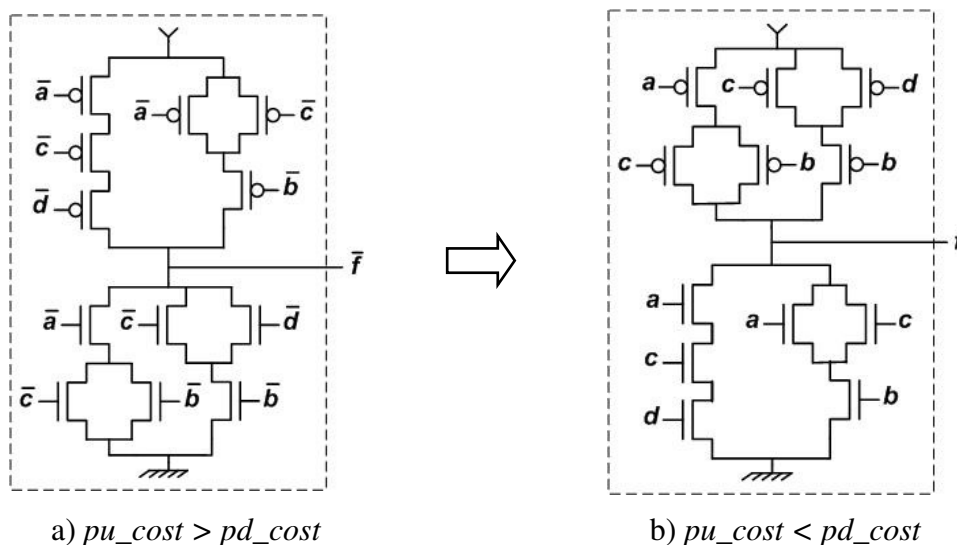 a̅
a̅ c̅
c̅
b̅
d̅
f̅
a̅ c̅ d̅
c̅ b̅ b̅
a) pu_cost > pd_cost
a c d
c b b
a
a c
c
b
d
b) pu_cost < pd_cost